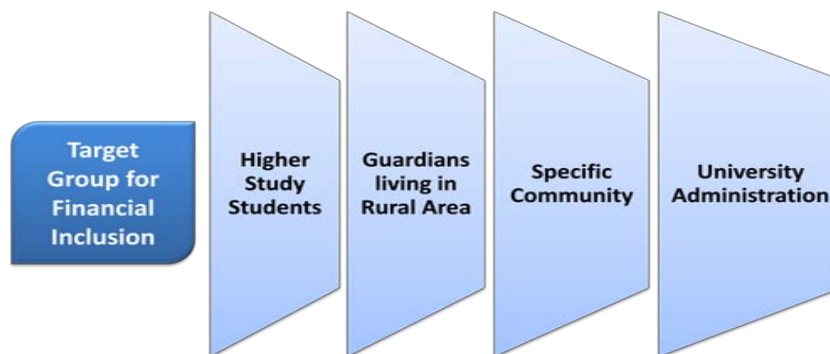 Target
Group for
Financial
Inclusion
Higher
Study
Students
Guardians
living in
Rural Area
Specific
Community
University
Administration